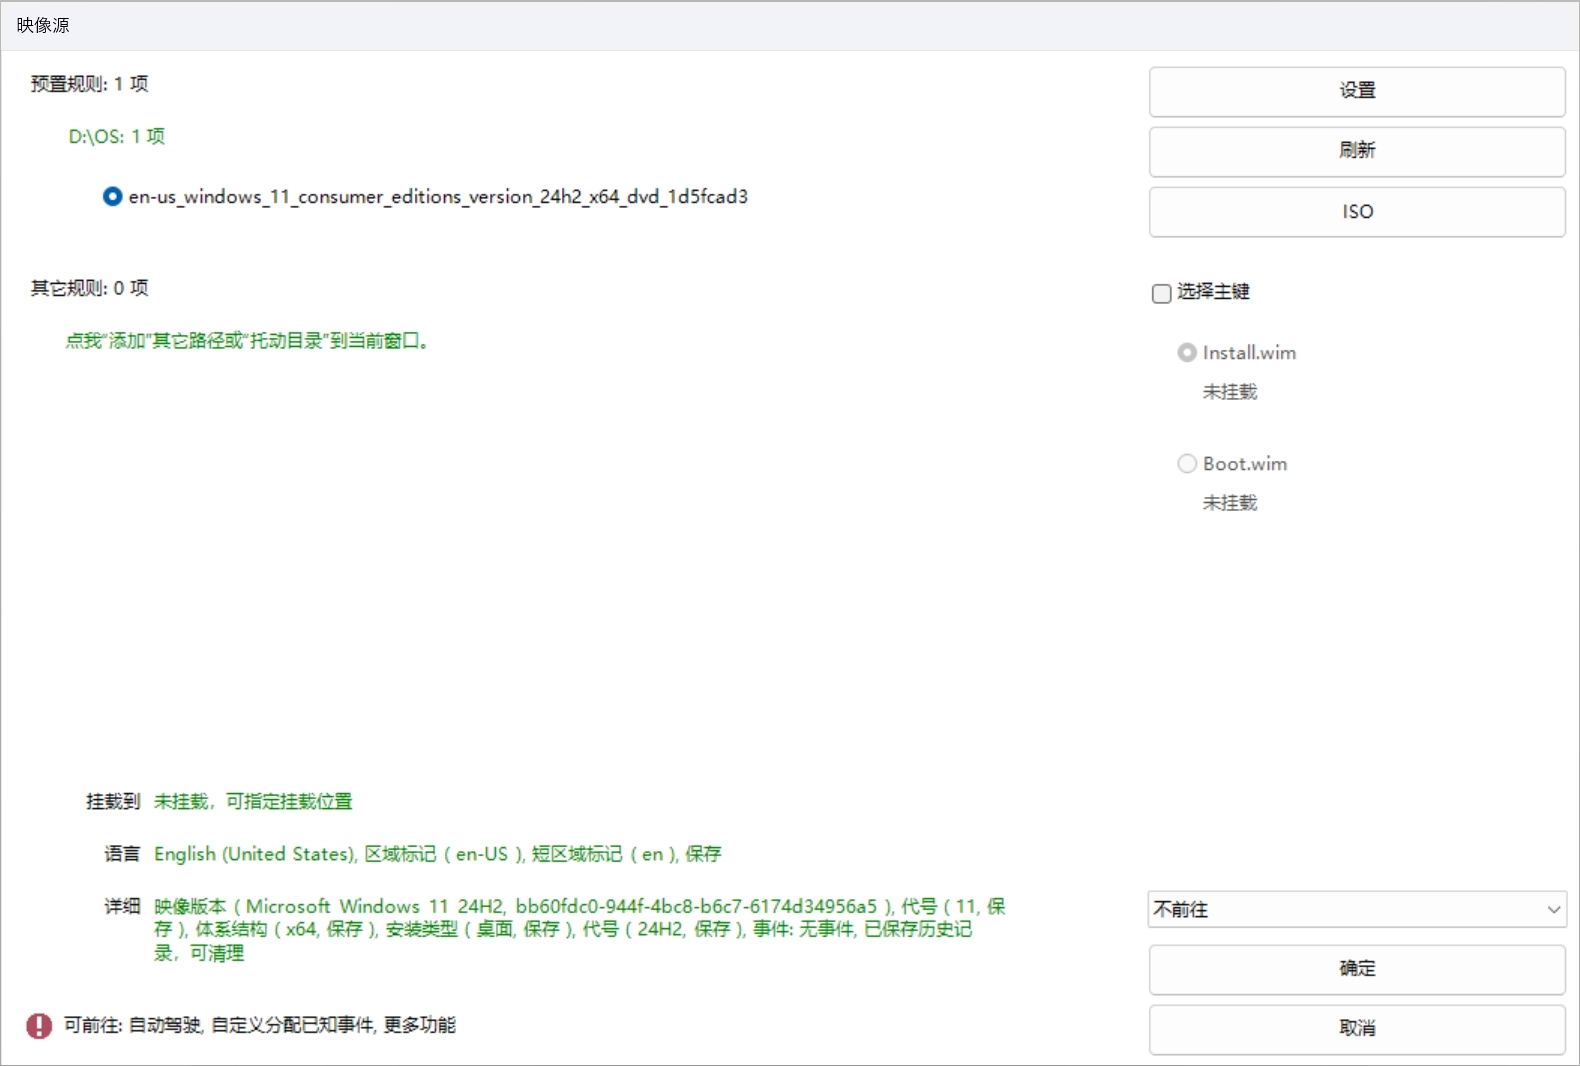 映像源
预置规则: 1 项
D:\OS: 1 项
en-us_windows_11_consumer_editions_version_24h2_x64_dvd_1d5fcad3
其它规则: 0 项
点我“添加”其它路径或“托动目录”到当前窗口。
设置
刷新
ISO
选择主键
Install.wim
未挂载
Boot.wim
未挂载
挂载到 未挂载，可指定挂载位置
语言 English (United States), 区域标记 ( en-US ), 短区域标记 ( en ), 保存
详细 映像版本 ( Microsoft Windows 11 24H2, bb60fdc0-944f-4bc8-b6c7-6174d34956a5 ), 代号 ( 11, 保
存 ), 体系结构 ( x64, 保存 ), 安装类型 ( 桌面, 保存 ), 代号 ( 24H2, 保存 ), 事件: 无事件, 已保存历史记
录，可清理
可前往: 自动驾驶, 自定义分配已知事件, 更多功能
不前往
确定
取消